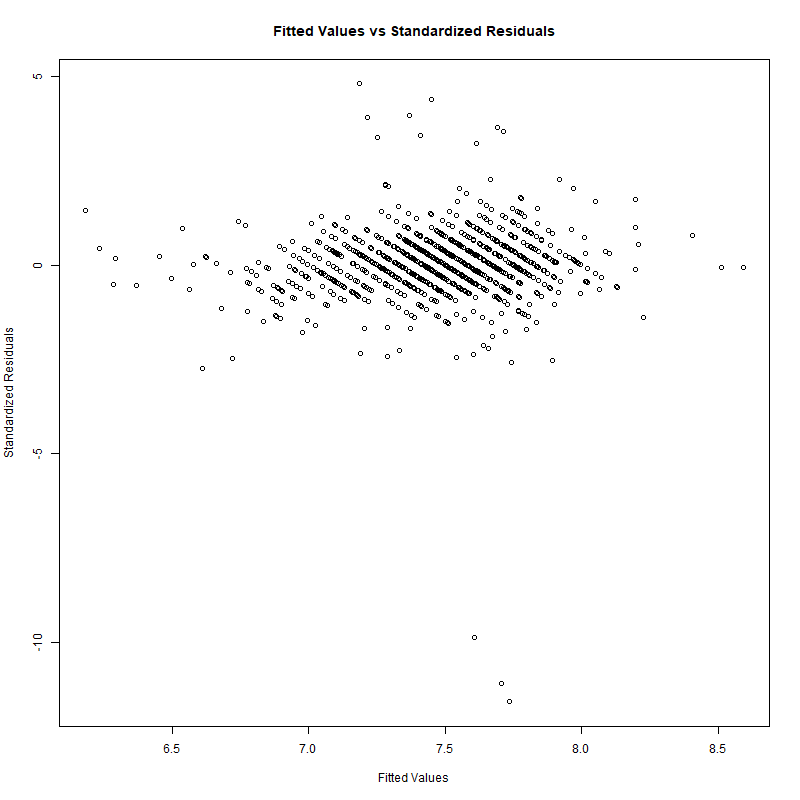 Fitted Values vs Standardized Residuals
5
0
-5
-10
Standardized Residuals
6.5 7.0 7.5 8.0 8.5
Fitted Values